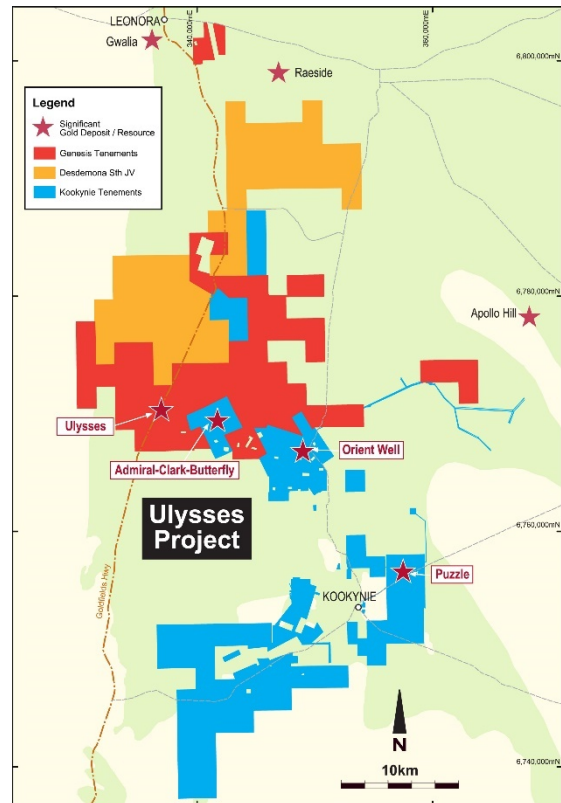 LEONORA
Gwalia
340,000mE
360,000mE
6,800,000mN
Raeside
Legend
Significant
Gold Deposit / Resource
Genesis Tenements
Desdemona Sth JV
Kookynie Tenements
6,780,000mN
Apollo Hill
Ulysses
Admiral-Clark-Butterfly
Orient Well
Ulysses
Project
6,760,000mN
Puzzle
Goldfields Hwy
KOOKYNIE
N
10km
6,740,000mN